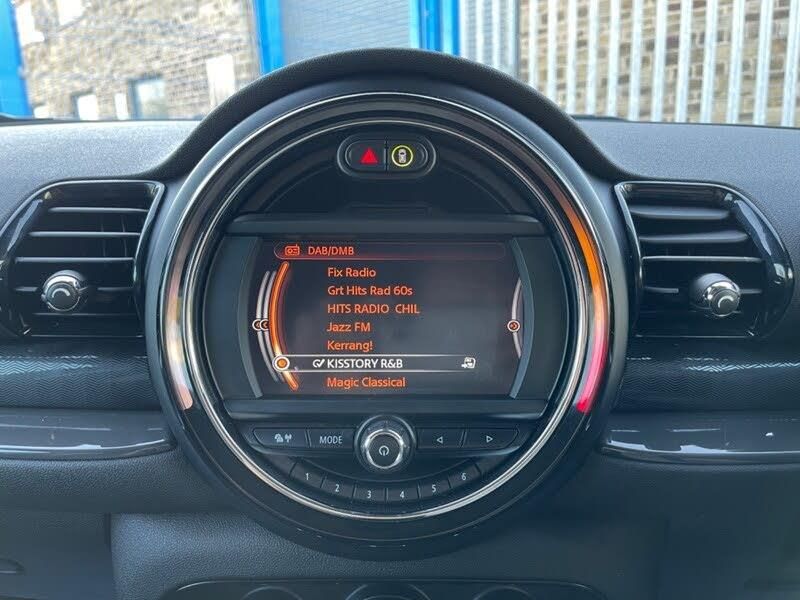 DAB/DMB
Fix Radio
Grt Hits Rad 60s
HITS RADIO CHIL
Jazz FM
Kerrang!
KISSTORY R&B
Magic Classical
MODE
1 2 3 4 5 6